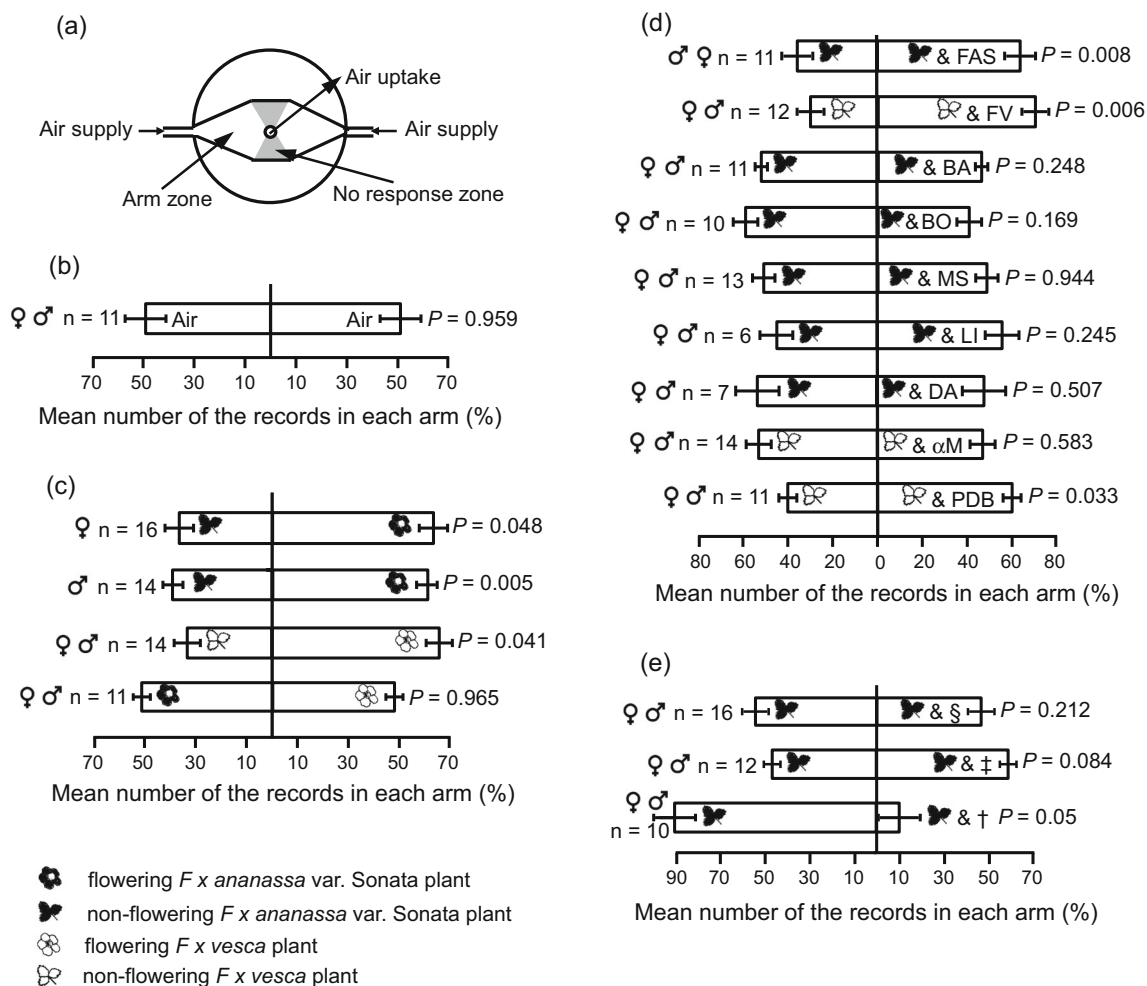 (a)
Air uptake
Air supply
Air supply
Arm zone
No response zone
(b)
♀ ♂ n = 11 Air Air P = 0.959
70 50 30 10 10 30 50 70
Mean number of the records in each arm (%)
(c)
♀ n = 16 P = 0.048
♂ n = 14 P = 0.005
♀ ♂ n = 14 P = 0.041
♀ ♂ n = 11 P = 0.965
70 50 30 10 10 30 50 70
Mean number of the records in each arm (%)
flowering F x ananassa var. Sonata plant
non-flowering F x ananassa var. Sonata plant
flowering F x vesca plant
non-flowering F x vesca plant
(d)
♂ ♀ n = 11 & FAS P = 0.008
♀ ♂ n = 12 & FV P = 0.006
♀ ♂ n = 11 & BA P = 0.248
♀ ♂ n = 10 & BO P = 0.169
♀ ♂ n = 13 & MS P = 0.944
♀ ♂ n = 6 & LI P = 0.245
♀ ♂ n = 7 & DA P = 0.507
♀ ♂ n = 14 & αM P = 0.583
♀ ♂ n = 11 & PDB P = 0.033
80 60 40 20 0 20 40 60 80
Mean number of the records in each arm (%)
(e)
♀ ♂ n = 16 & § P = 0.212
♀ ♂ n = 12 & ‡ P = 0.084
♀ ♂
n = 10 & † P = 0.05
90 70 50 30 10 10 30 50 70
Mean number of the records in each arm (%)